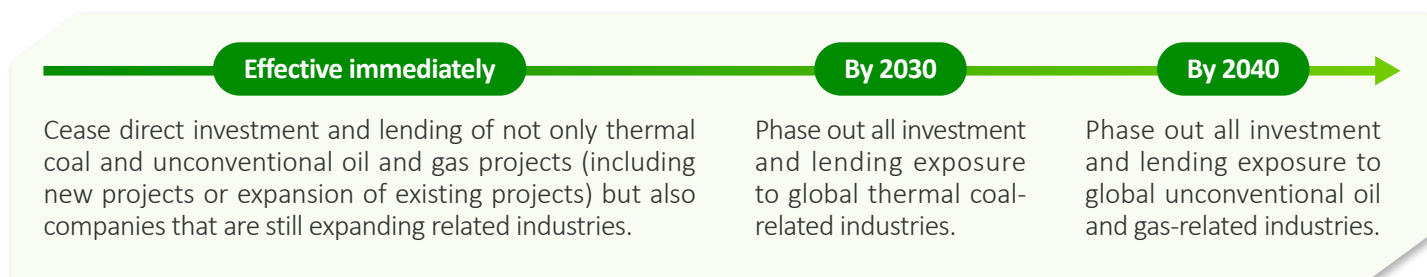 Effective immediately
Cease direct investment and lending of not only thermal
coal and unconventional oil and gas projects (including
new projects or expansion of existing projects) but also
companies that are still expanding related industries.
By 2030
Phase out all investment
and lending exposure
to global thermal coal-
related industries.
By 2040
Phase out all investment
and lending exposure to
global unconventional oil
and gas-related industries.